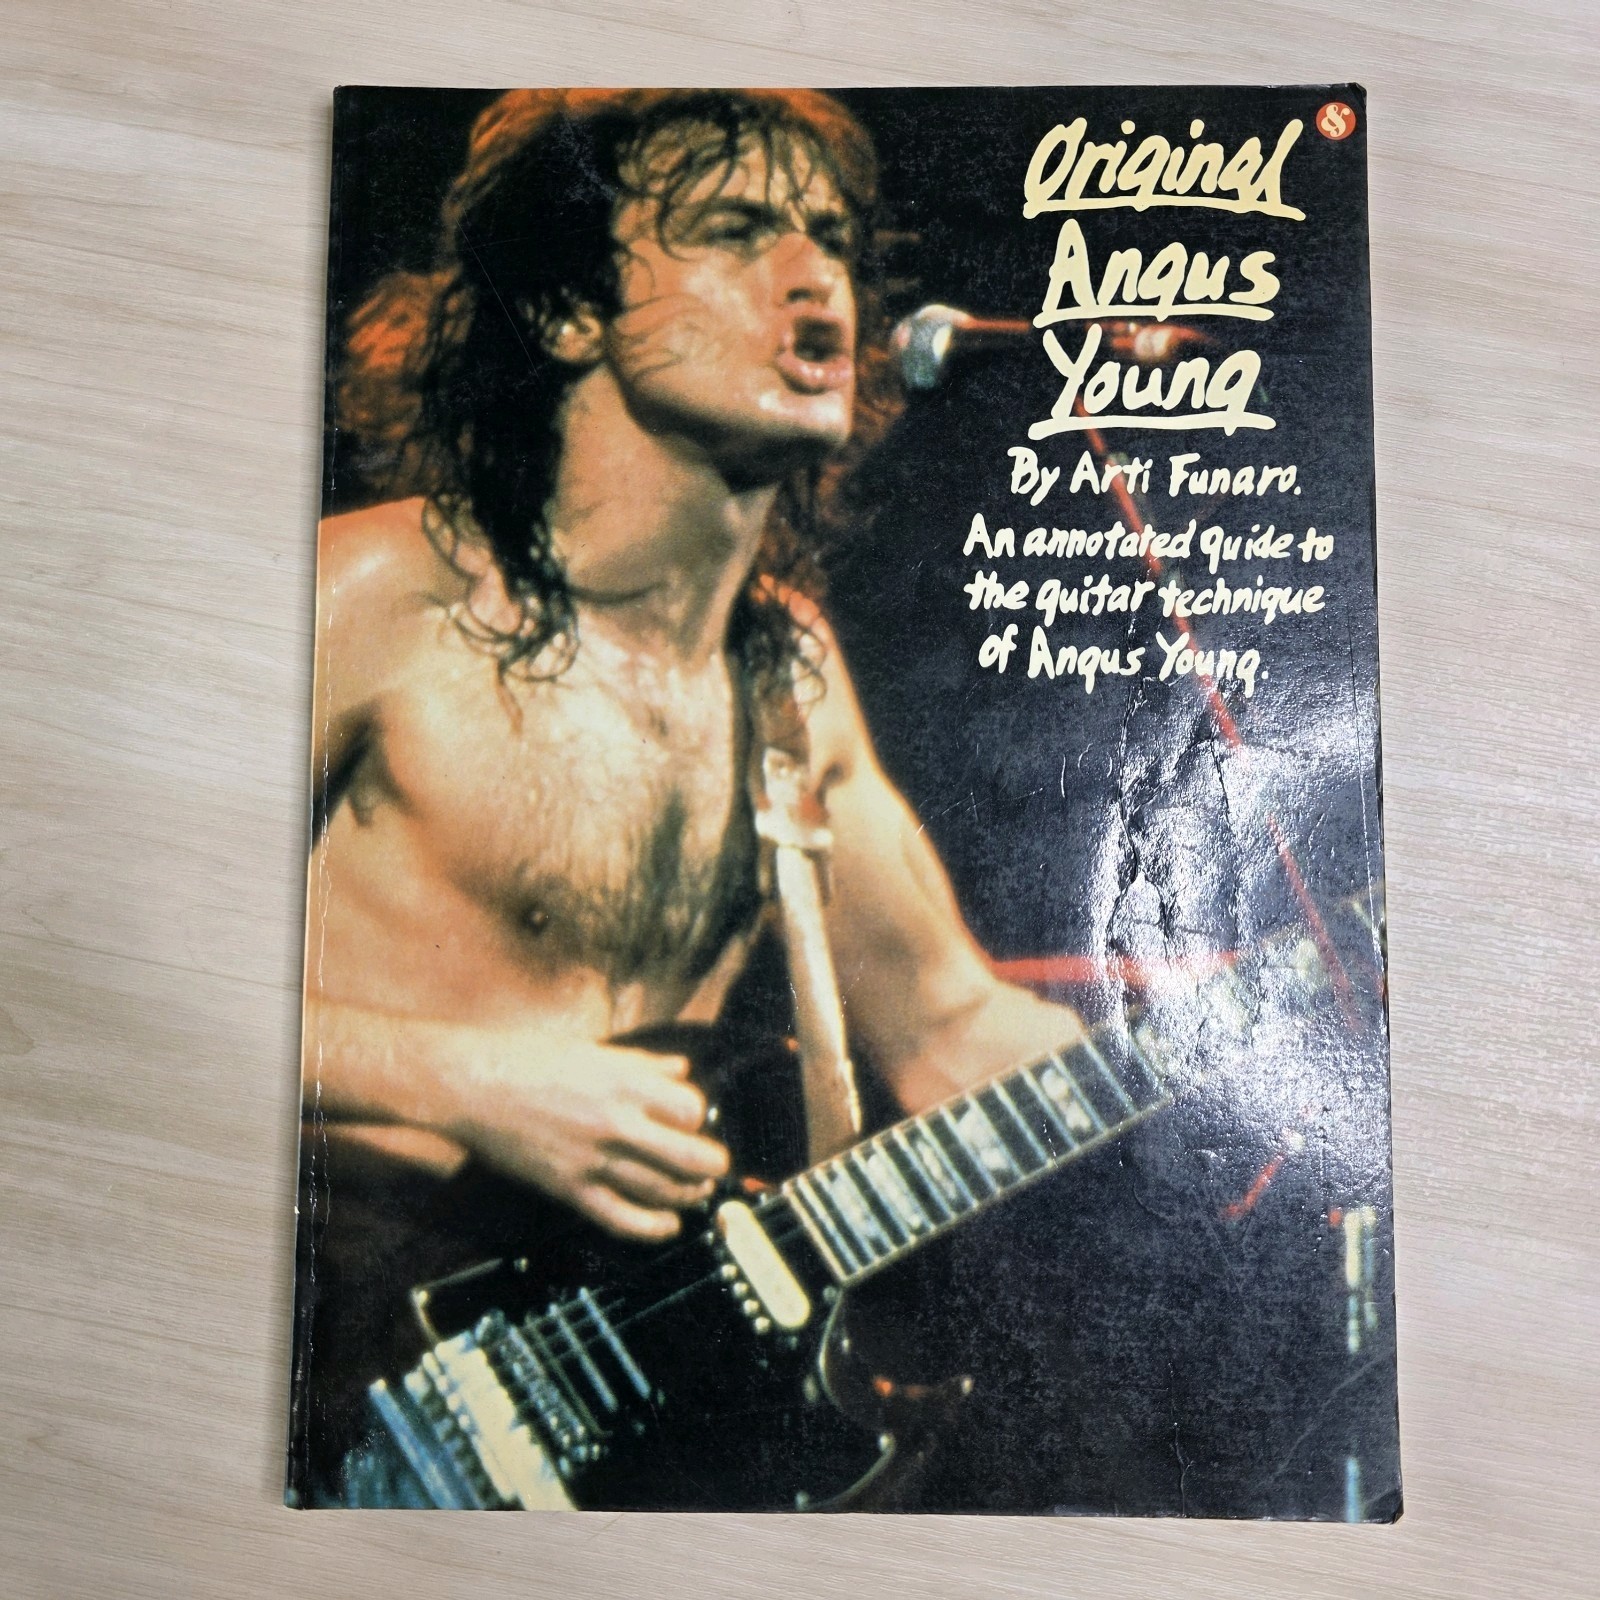 &
Original
Angus
Young
By Arti Funaro.
An annotated guide to
the guitar technique
of Angus Young.